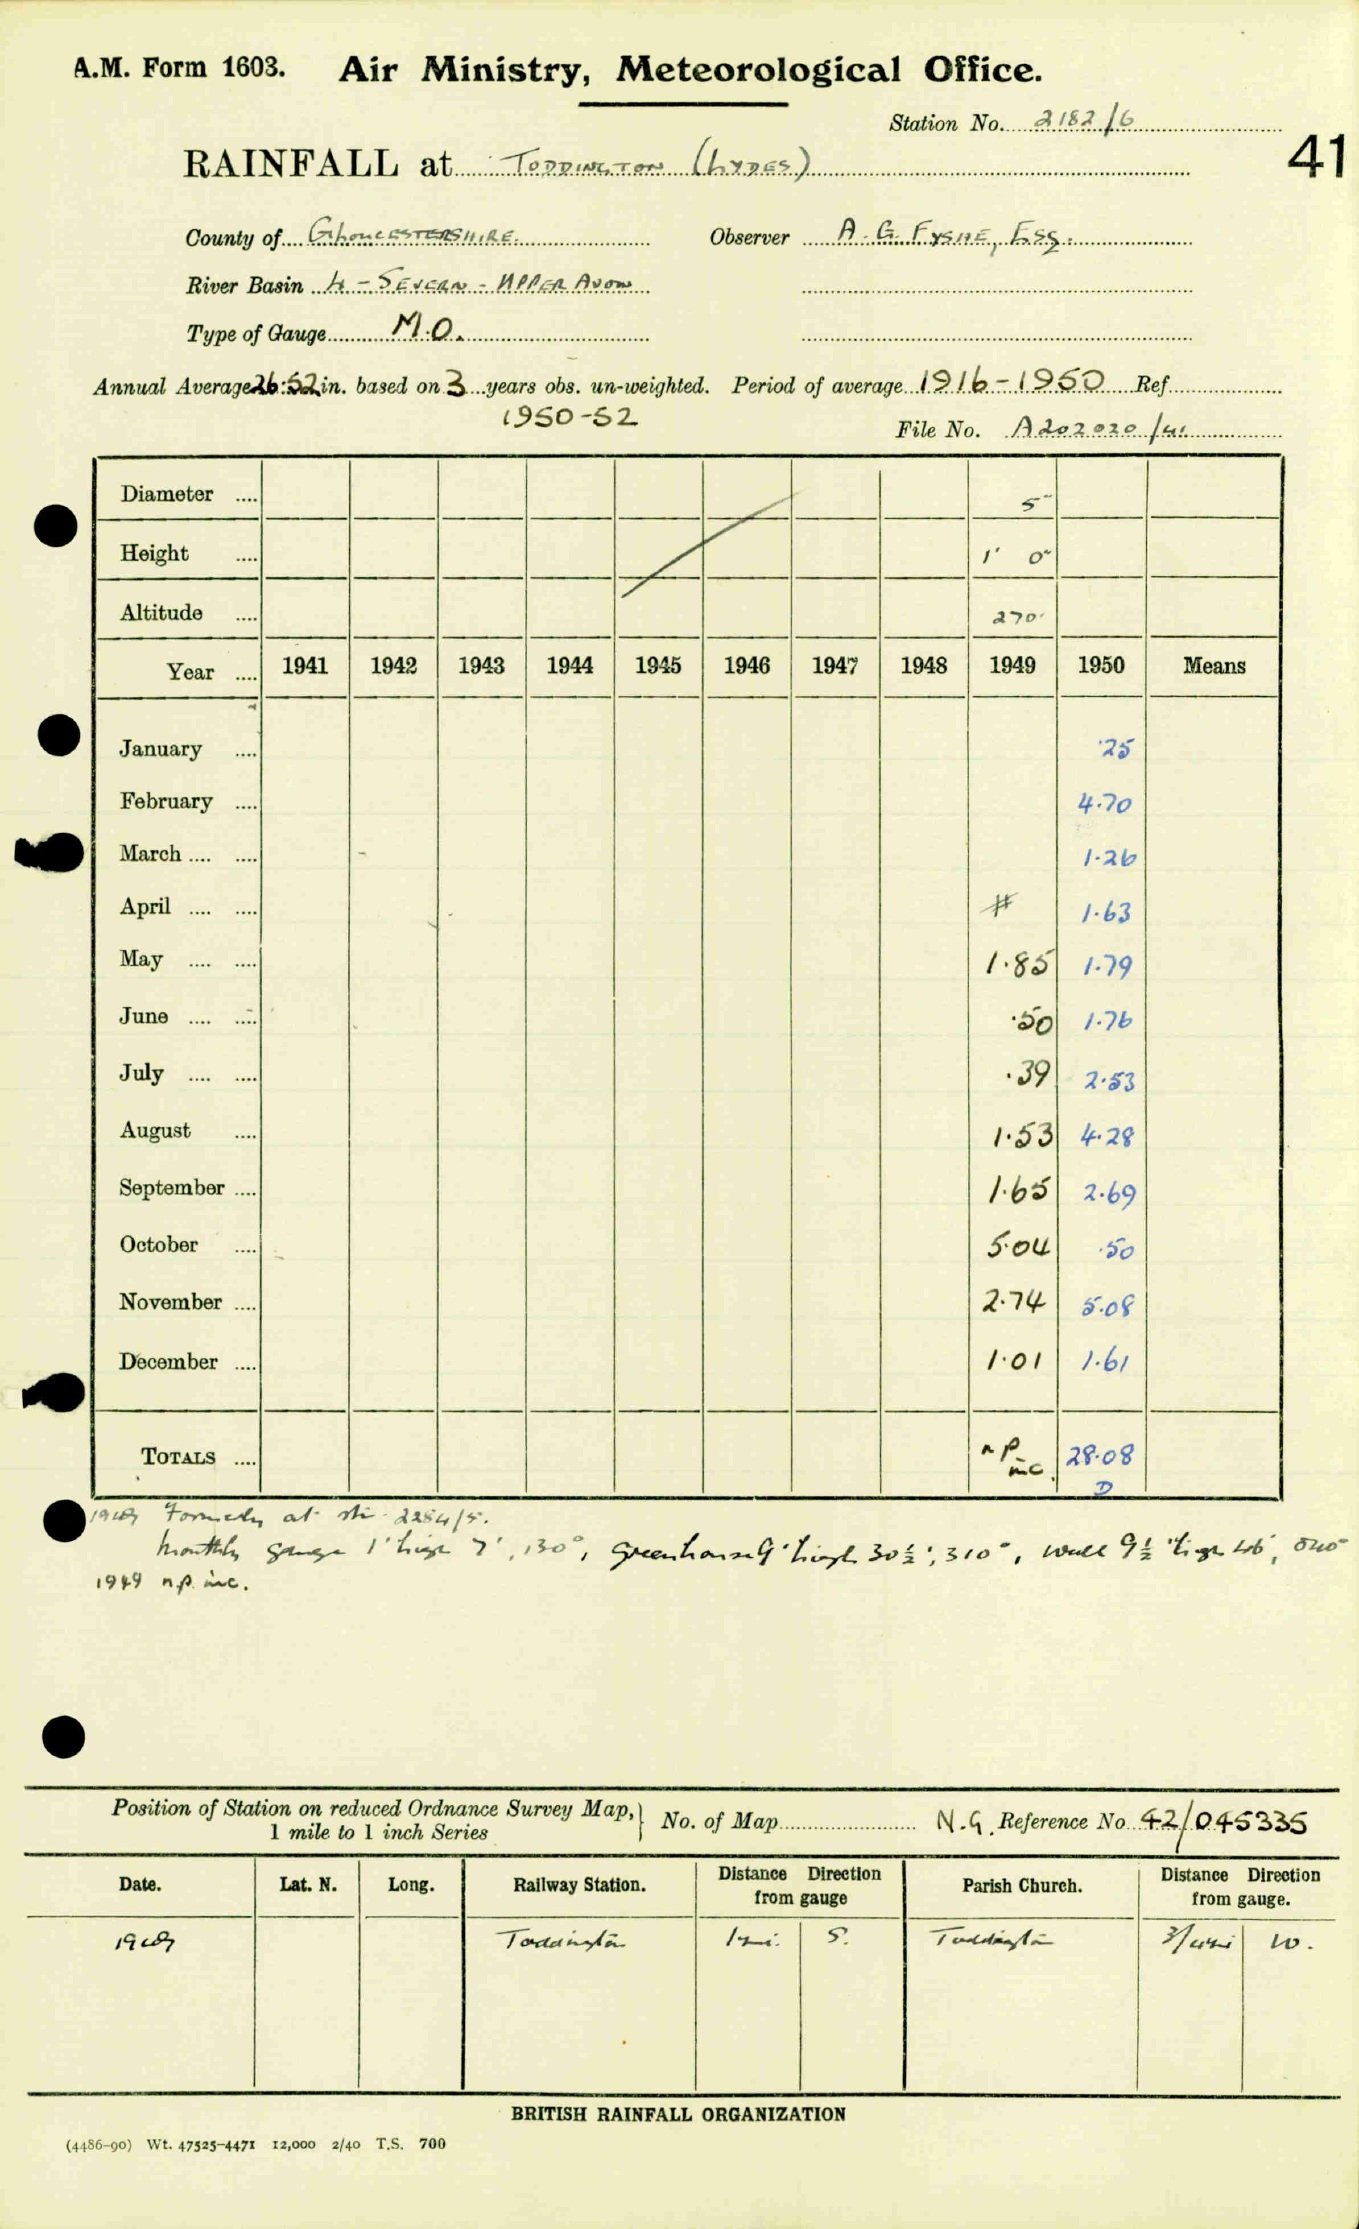 A.M. Form 1603. Air Ministry, Meteorological Office.
Station No. 2182/6
41
RAINFALL at TODDINGTON (LYDES)
County of GLOUCESTERSHIRE Observer A. G. FYSHE, ESQ.
River Basin 4 - SEVERN - UPPER AVON
Type of Gauge M.O.
Annual Average 26.52 in. based on 3 years obs. un-weighted. Period of average 1916-1950 Ref
1950-52
File No. A202020/41
Diameter .... 5"
Height .... 1' 0"
Altitude .... 270'
Year .... 1941 1942 1943 1944 1945 1946 1947 1948 1949 1950 Means
January .... .25
February .... 4.70
March .... .... 1.26
April .... .... # 1.63
May .... .... 1.85 1.79
June .... .... .50 1.76
July .... .... .39 2.53
August .... 1.53 4.28
September .... 1.65 2.69
October .... 5.04 .50
November .... 2.74 5.08
December .... 1.01 1.61
TOTALS .... n p inc. 28.08
D
1949 Formerly at stn. 2284/5.
Monthly gauge 1' high 7', 130°, greenhouse 9' high 30½', 310°, wall 9½' high 46', 040°
1949 n.p. inc.
Position of Station on reduced Ordnance Survey Map, 1 mile to 1 inch Series } No. of Map N.G. Reference No 42/045335
Date. Lat. N. Long. Railway Station. Distance Direction from gauge Parish Church. Distance Direction from gauge.
1949 Toddington 1 mi. S. Toddington 3/4 mi W.
BRITISH RAINFALL ORGANIZATION
(4486-90) Wt. 47525-4471 12,000 2/40 T.S. 700